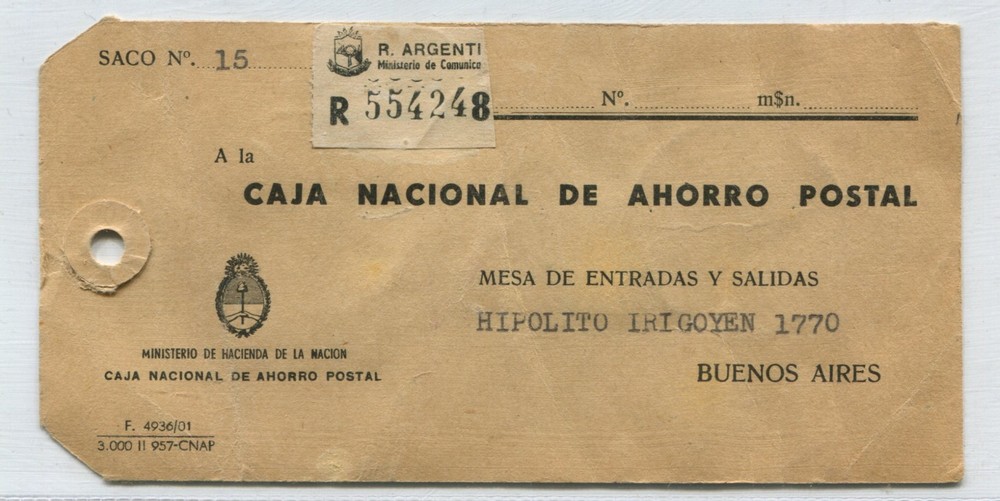 SACO Nº. 15
R. ARGENTI
Ministerio de Comunica
R 554248
Nº. m$n.
A la
CAJA NACIONAL DE AHORRO POSTAL
MESA DE ENTRADAS Y SALIDAS
HIPOLITO IRIGOYEN 1770
BUENOS AIRES
MINISTERIO DE HACIENDA DE LA NACION
CAJA NACIONAL DE AHORRO POSTAL
F. 4936/01
3.000 II 957-CNAP